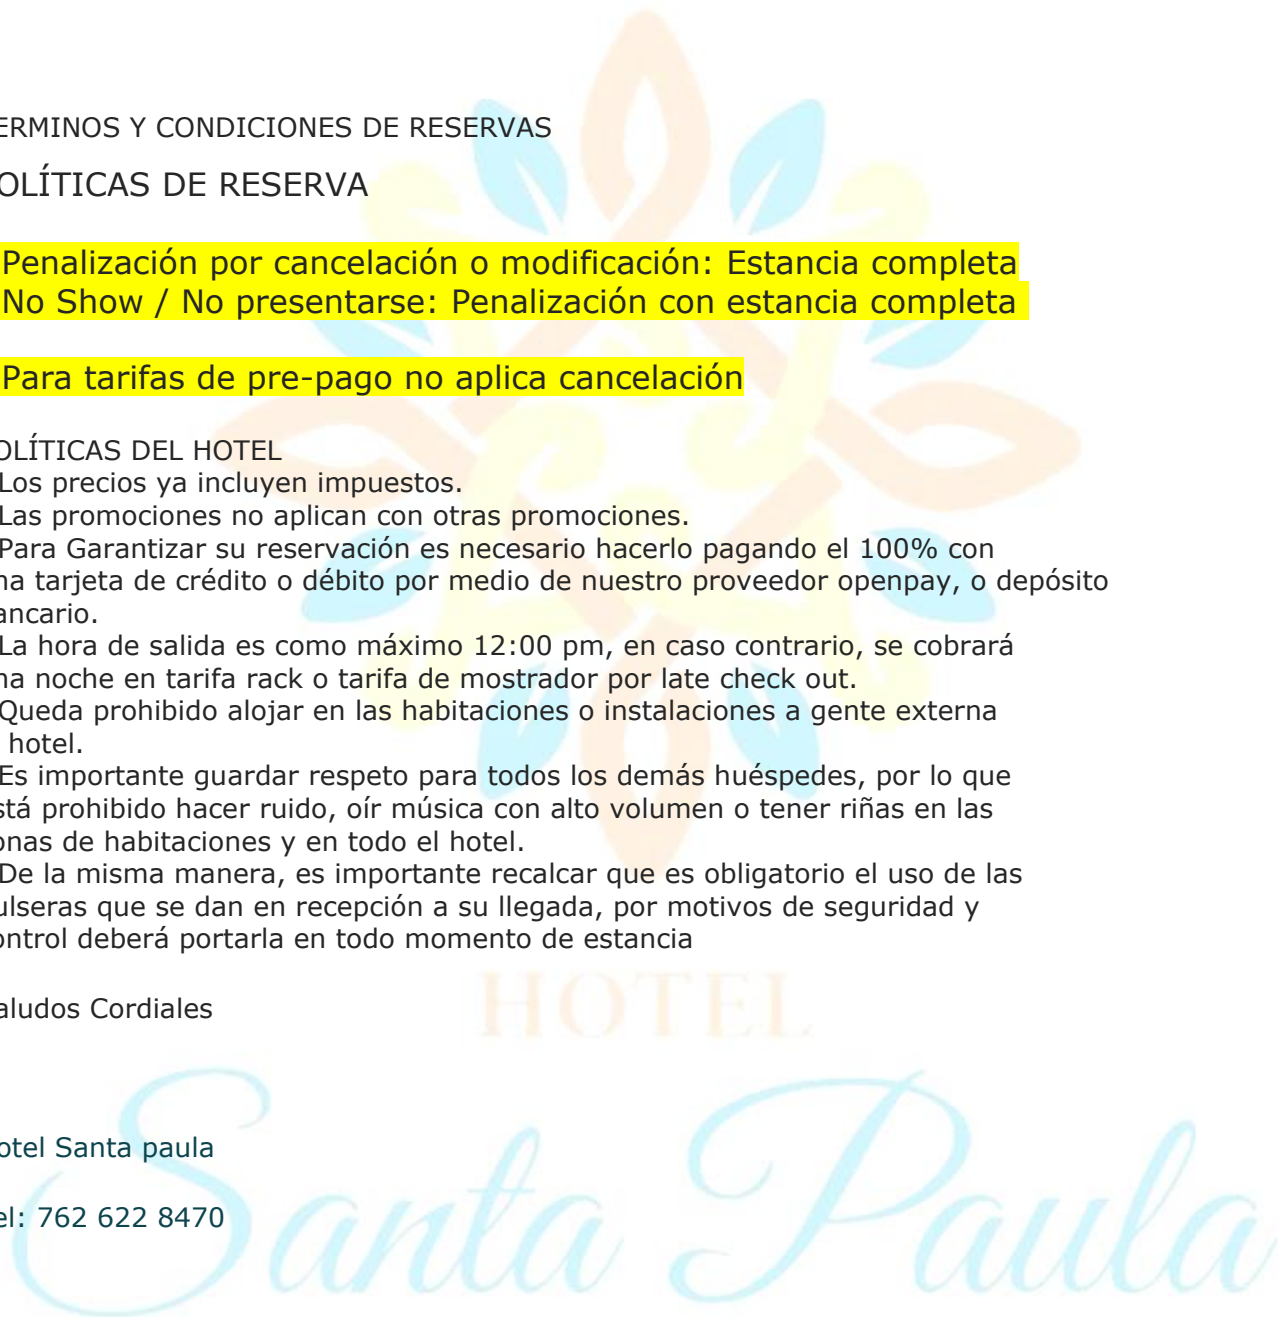 ERMINOS Y CONDICIONES DE RESERVAS
OLÍTICAS DE RESERVA
Penalización por cancelación o modificación: Estancia completa
No Show / No presentarse: Penalización con estancia completa
Para tarifas de pre-pago no aplica cancelación
OLÍTICAS DEL HOTEL
Los precios ya incluyen impuestos.
Las promociones no aplican con otras promociones.
Para Garantizar su reservación es necesario hacerlo pagando el 100% con
na tarjeta de crédito o débito por medio de nuestro proveedor openpay, o depósito
ancario.
La hora de salida es como máximo 12:00 pm, en caso contrario, se cobrará
na noche en tarifa rack o tarifa de mostrador por late check out.
Queda prohibido alojar en las habitaciones o instalaciones a gente externa
hotel.
Es importante guardar respeto para todos los demás huéspedes, por lo que
stá prohibido hacer ruido, oír música con alto volumen o tener riñas en las
onas de habitaciones y en todo el hotel.
De la misma manera, es importante recalcar que es obligatorio el uso de las
ulseras que se dan en recepción a su llegada, por motivos de seguridad y
ontrol deberá portarla en todo momento de estancia
HOTEL
aludos Cordiales
Santa Paula
otel Santa paula
el: 762 622 8470